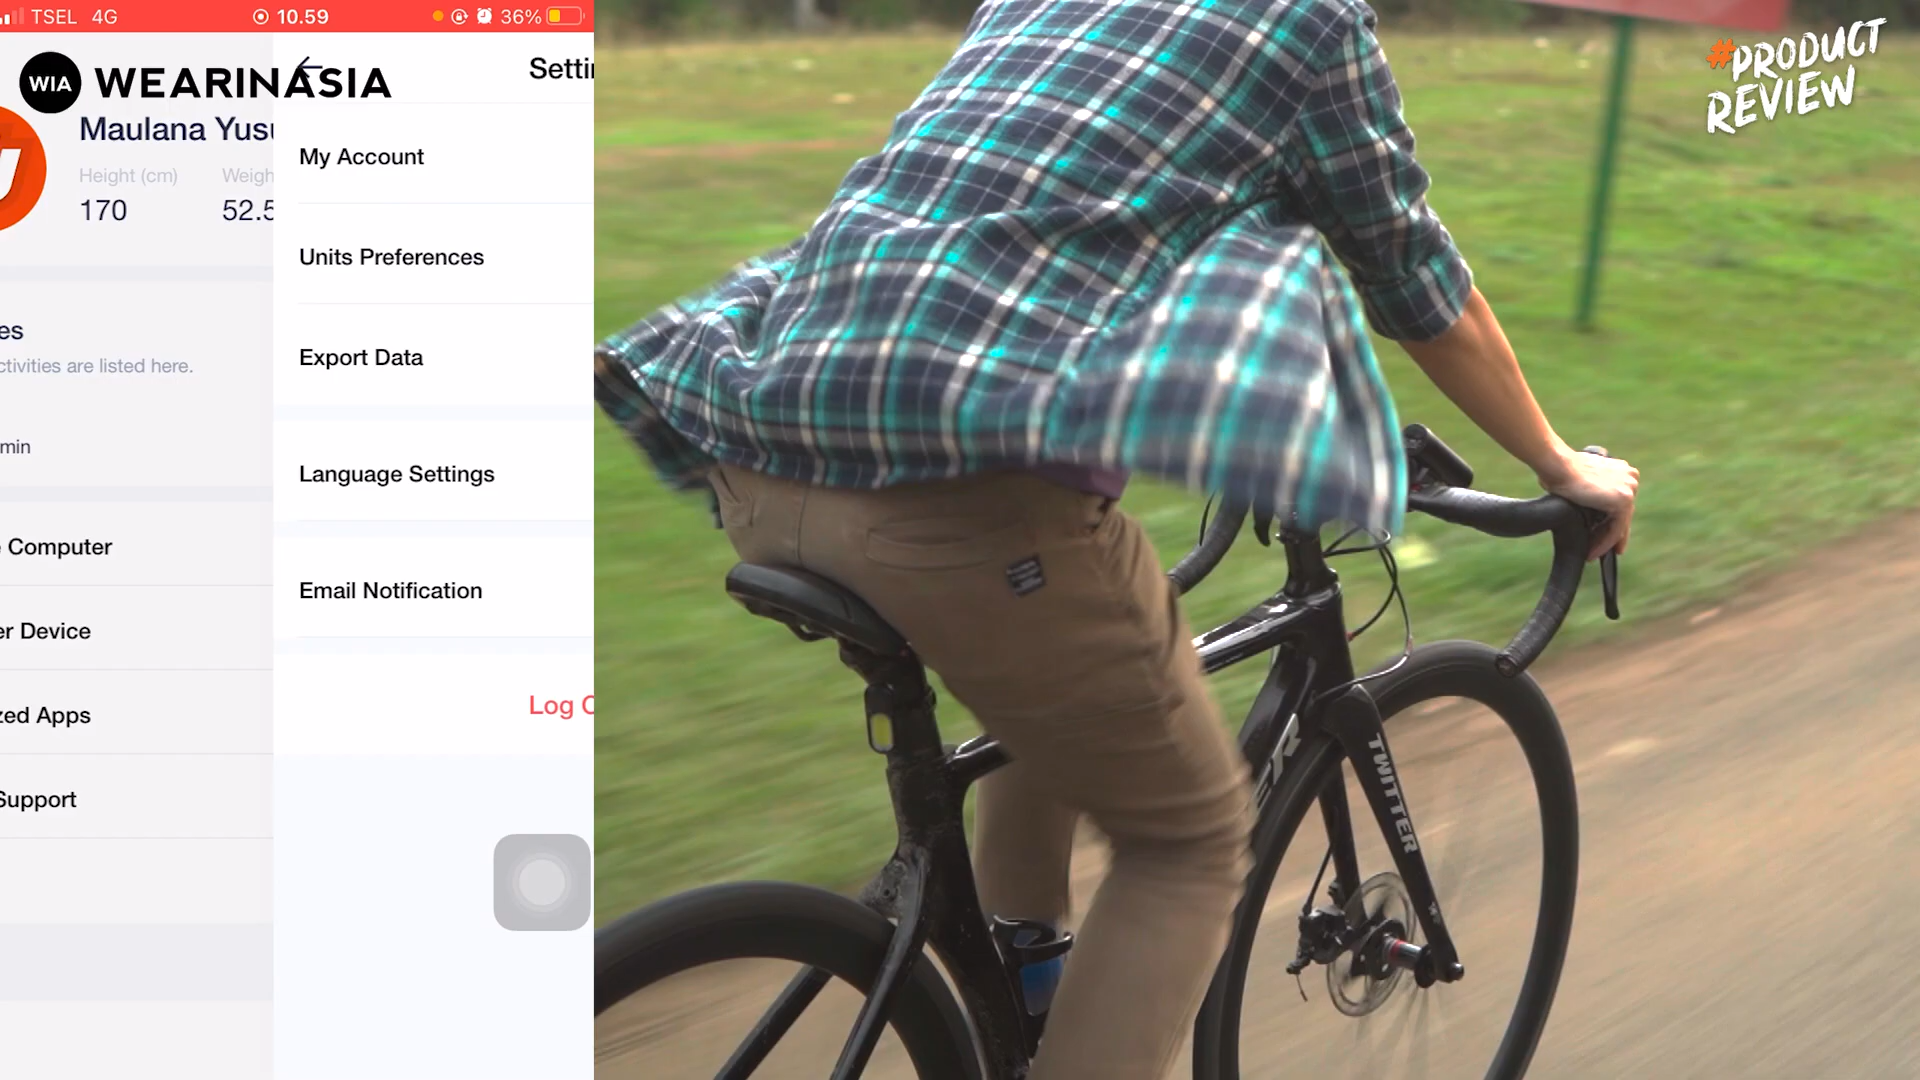 TSEL 4G 10.59 36%
WIA WEARINASIA
Setti
Maulana Yusu
Height (cm) Weigh
170 52.5
es
ctivities are listed here.
min
Computer
er Device
zed Apps
Support
My Account
Units Preferences
Export Data
Language Settings
Email Notification
Log O
#PRODUCT
REVIEW
TWITTER
ER